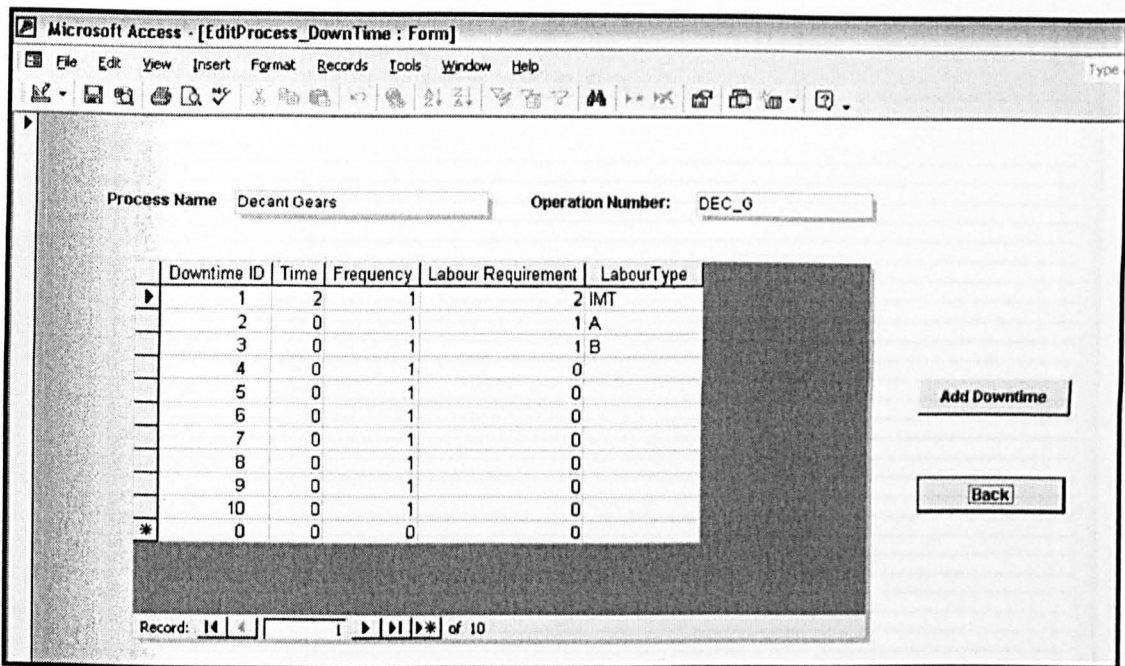 Microsoft Access - [EditProcess_DownTime : Form]
File Edit View Insert Format Records Tools Window Help
Type
Process Name Decant Gears Operation Number: DEC_G
Downtime ID Time Frequency Labour Requirement LabourType
1 2 1 2 IMT
2 0 1 1 A
3 0 1 1 B
4 0 1 0
5 0 1 0
6 0 1 0
7 0 1 0
8 0 1 0
9 0 1 0
10 0 1 0
0 0 0 0
Add Downtime
Back
Record: 1 of 10